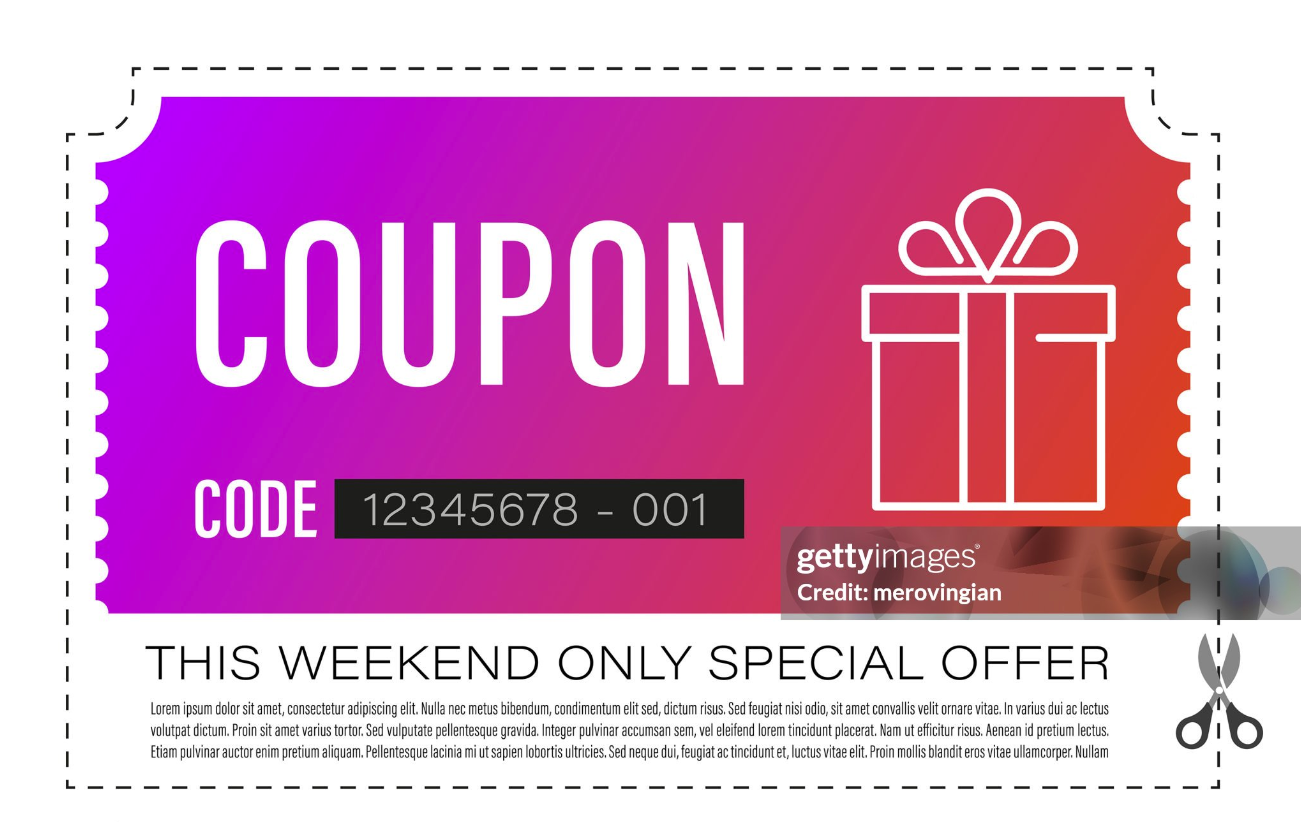 COUPON
CODE 12345678 - 001
gettyimages®
Credit: merovingian
THIS WEEKEND ONLY SPECIAL OFFER
Lorem ipsum dolor sit amet, consectetur adipiscing elit. Nulla nec metus bibendum, condimentum elit sed, dictum risus. Sed feugiat nisi odio, sit amet convallis velit ornare vitae. In varius dui ac lectus
volutpat dictum. Proin sit amet varius tortor. Sed vulputate pellentesque gravida. Integer pulvinar accumsan sem, vel eleifend lorem tincidunt placerat. Nam ut efficitur risus. Aenean id pretium lectus.
Etiam pulvinar auctor enim pretium aliquam. Pellentesque lacinia mi ut sapien lobortis ultricies. Sed neque dui, feugiat ac tincidunt et, luctus vitae elit. Proin mollis blandit eros vitae ullamcorper. Nullam